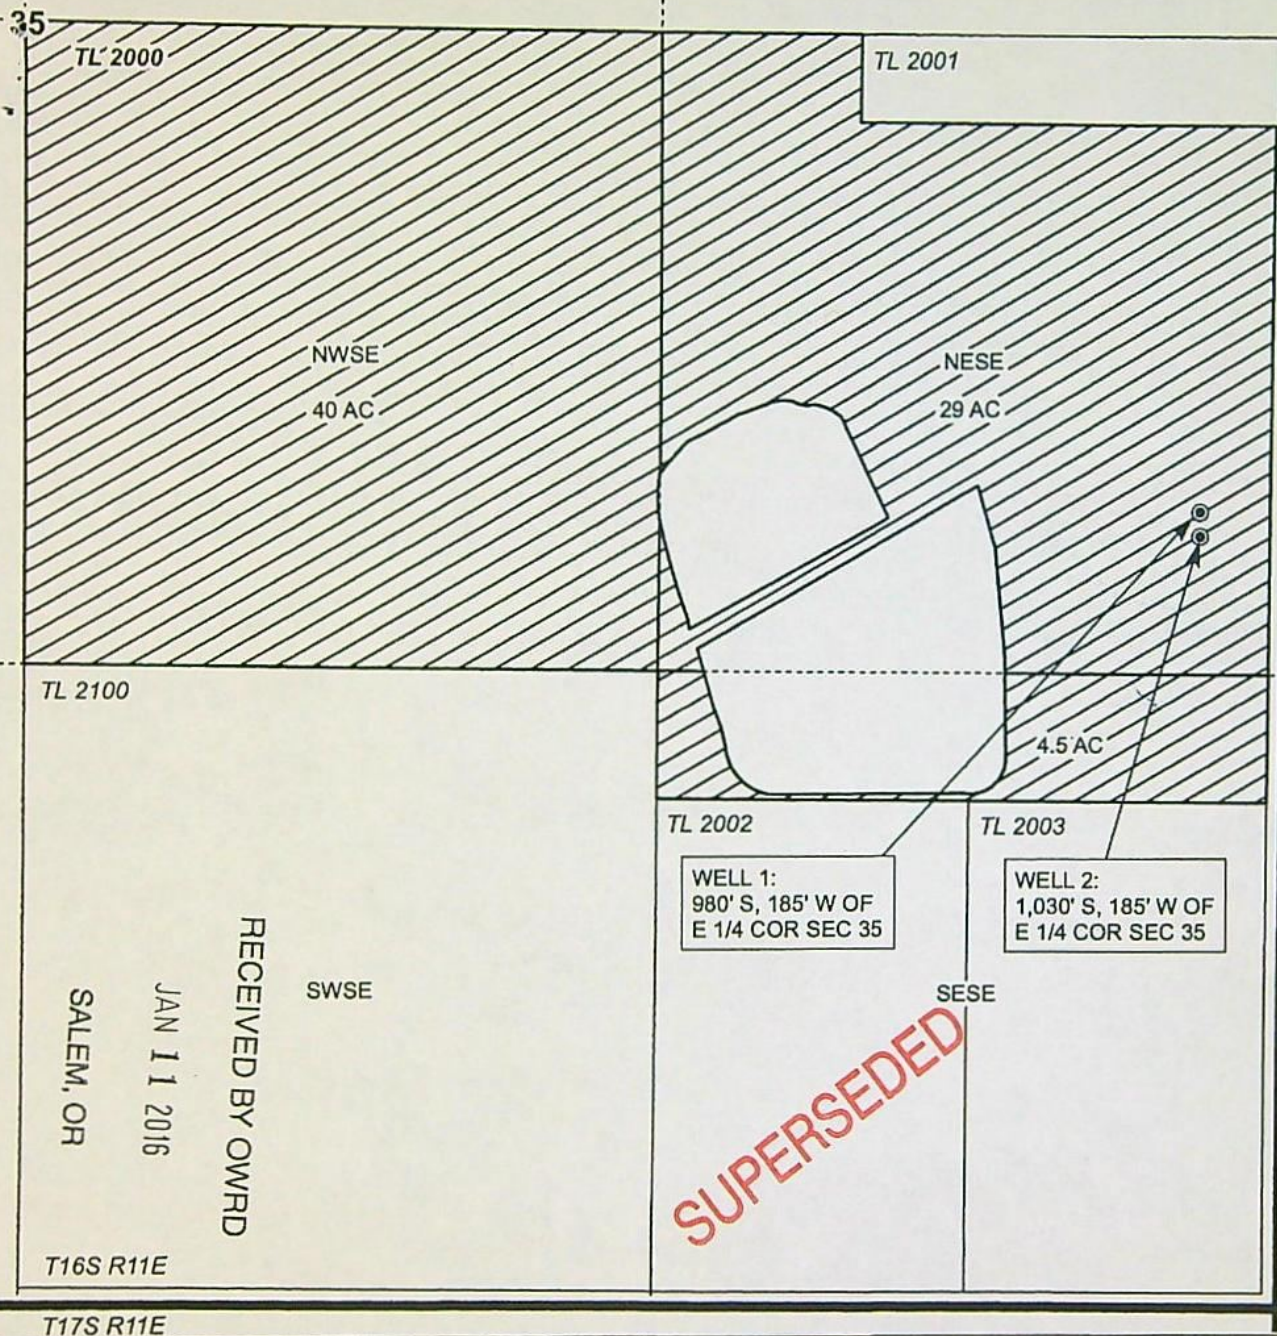 35
TL 2000
TL 2001
NWSE
40 AC
NESE
29 AC
TL 2100
4.5 AC
TL 2002
TL 2003
WELL 1:
980' S, 185' W OF
E 1/4 COR SEC 35
WELL 2:
1,030' S, 185' W OF
E 1/4 COR SEC 35
SWSE
SESE
RECEIVED BY OWRD
JAN 11 2016
SALEM, OR
SUPERSEDED
T16S R11E
T17S R11E